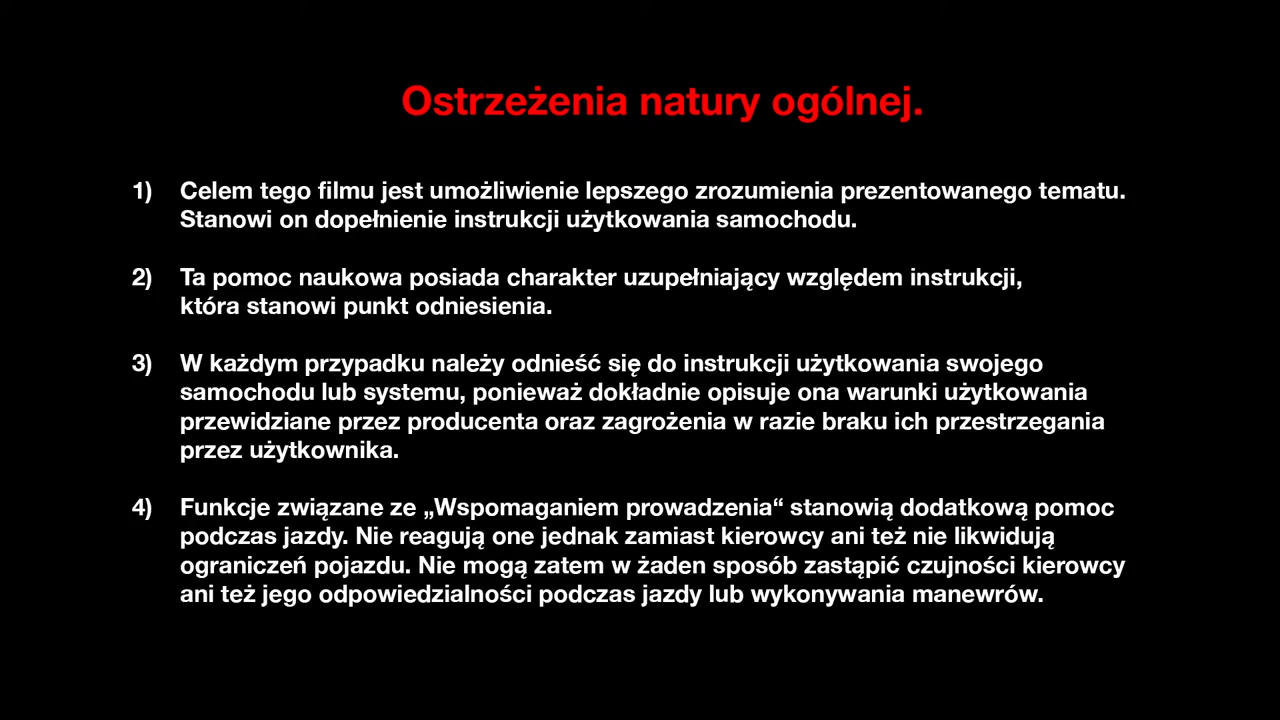 Ostrzeżenia natury ogólnej.
1) Celem tego filmu jest umożliwienie lepszego zrozumienia prezentowanego tematu.
Stanowi on dopełnienie instrukcji użytkowania samochodu.
2) Ta pomoc naukowa posiada charakter uzupełniający względem instrukcji,
która stanowi punkt odniesienia.
3) W każdym przypadku należy odnieść się do instrukcji użytkowania swojego
samochodu lub systemu, ponieważ dokładnie opisuje ona warunki użytkowania
przewidziane przez producenta oraz zagrożenia w razie braku ich przestrzegania
przez użytkownika.
4) Funkcje związane ze „Wspomaganiem prowadzenia“ stanowią dodatkową pomoc
podczas jazdy. Nie reagują one jednak zamiast kierowcy ani też nie likwidują
ograniczeń pojazdu. Nie mogą zatem w żaden sposób zastąpić czujności kierowcy
ani też jego odpowiedzialności podczas jazdy lub wykonywania manewrów.